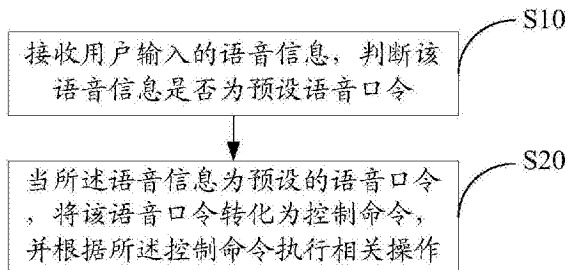 S10
接收用户输入的语音信息，判断该
语音信息是否为预设语音口令
S20
当所述语音信息为预设的语音口令
，将该语音口令转化为控制命令，
并根据所述控制命令执行相关操作